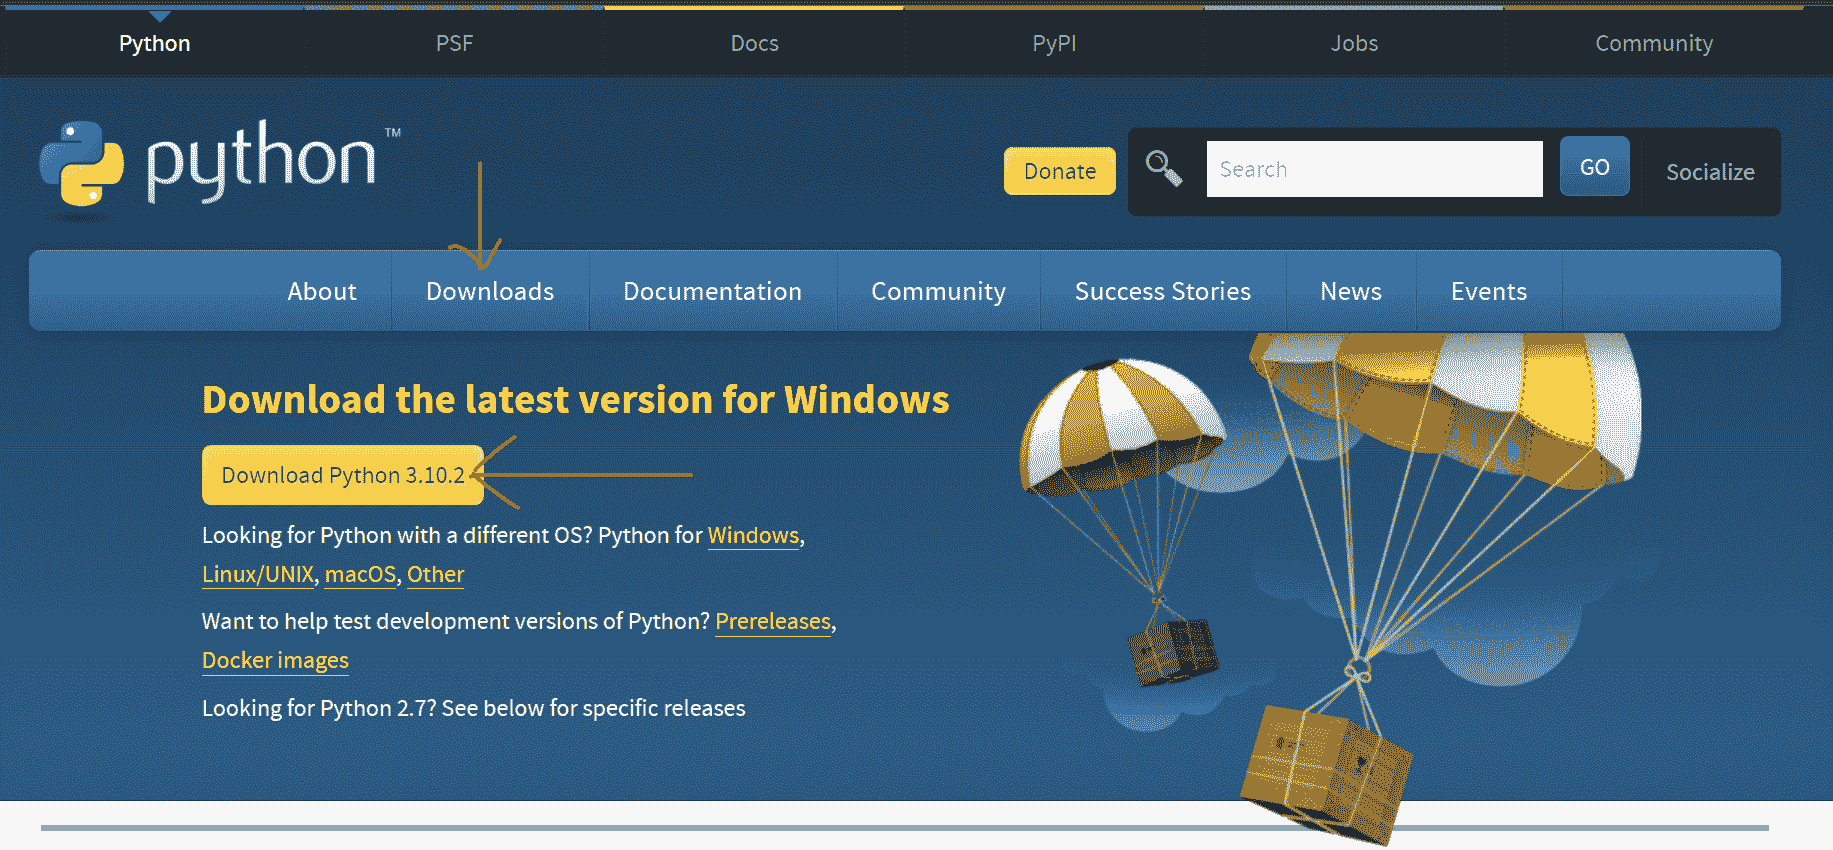 Python PSF Docs PyPI Jobs Community
python™
Donate Search GO Socialize
About Downloads Documentation Community Success Stories News Events
Download the latest version for Windows
Download Python 3.10.2
Looking for Python with a different OS? Python for Windows,
Linux/UNIX, macOS, Other
Want to help test development versions of Python? Prereleases,
Docker images
Looking for Python 2.7? See below for specific releases